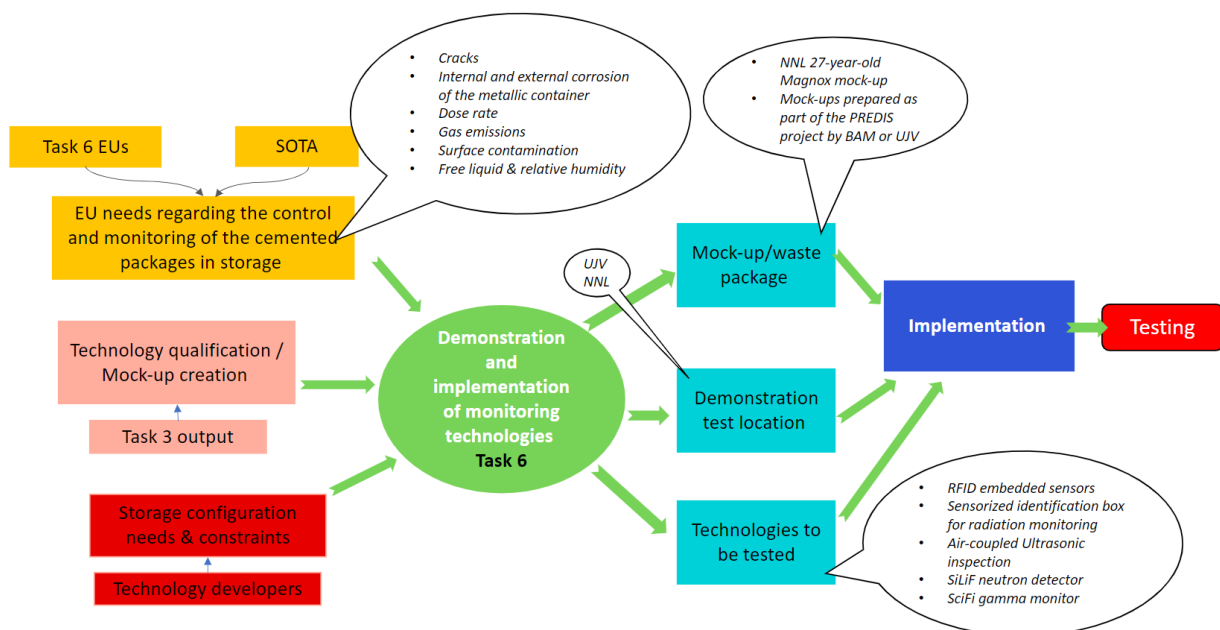 • Cracks
• Internal and external corrosion
of the metallic container
• Dose rate
• Gas emissions
• Surface contamination
• Free liquid & relative humidity
• NNL 27-year-old
Magnox mock-up
• Mock-ups prepared as
part of the PREDIS
project by BAM or UJV
Task 6 EUs
SOTA
EU needs regarding the control
and monitoring of the cemented
packages in storage
UJV
NNL
Mock-up/waste
package
Technology qualification /
Mock-up creation
Task 3 output
Demonstration
and
implementation
of monitoring
technologies
Task 6
Implementation
Testing
Demonstration
test location
Storage configuration
needs & constraints
Technology developers
Technologies to
be tested
• RFID embedded sensors
• Sensorized identification box
for radiation monitoring
• Air-coupled Ultrasonic
inspection
• SiLiF neutron detector
• SciFi gamma monitor